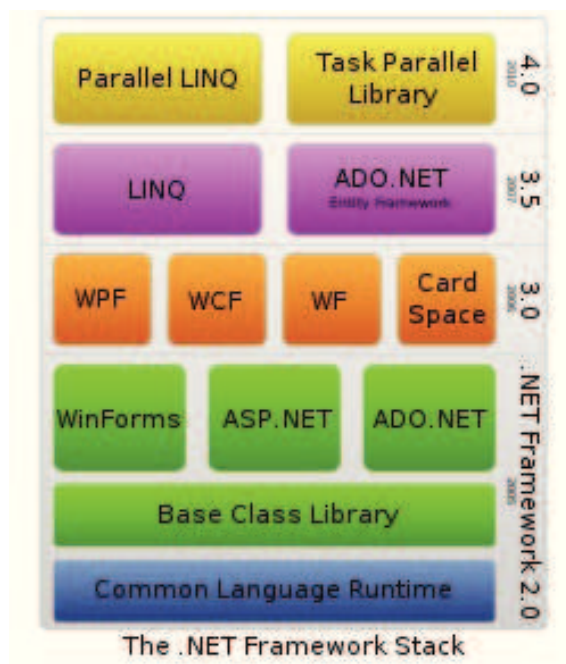 Parallel LINQ
Task Parallel
Library
4.0
2010
LINQ
ADO.NET
Entity Framework
3.5
2007
WPF
WCF
WF
Card
Space
3.0
2006
WinForms
ASP.NET
ADO.NET
Base Class Library
Common Language Runtime
.NET Framework 2.0
2005
The .NET Framework Stack